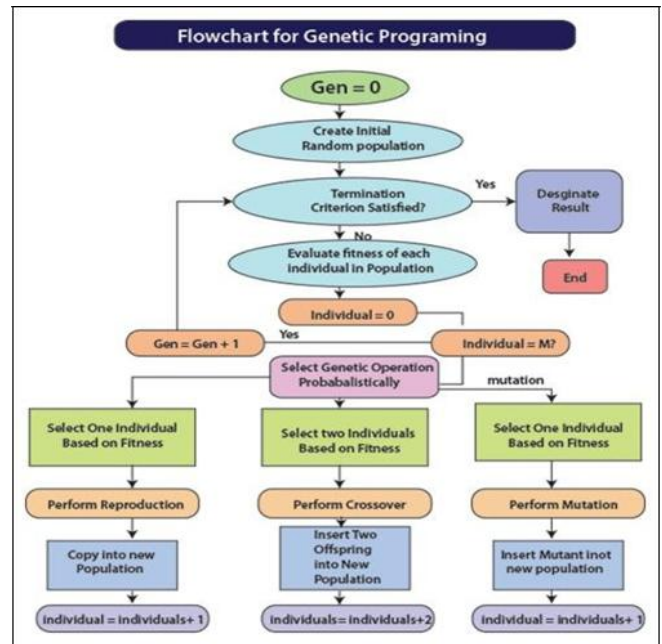 Flowchart for Genetic Programing
Gen = 0
Create Initial
Random population
Termination
Criterion Satisfied?
Yes
Desginate
Result
No
Evaluate fitness of each
individual in Population
End
Individual = 0
Gen = Gen + 1
Yes
Individual = M?
Select Genetic Operation
Probabalistically
mutation
Select One Individual
Based on Fitness
Select two Individuals
Based on Fitness
Select One Individual
Based on Fitness
Perform Reproduction
Perform Crossover
Perform Mutation
Copy into new
Population
Insert Two
Offspring
into New
Population
Insert Mutant inot
new population
individual = individuals+ 1
individuals= individuals+2
individual = individuals+ 1